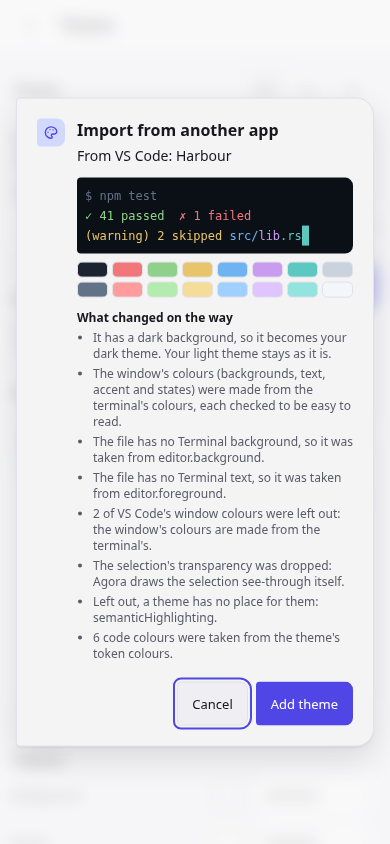 Import from another app
From VS Code: Harbour
$ npm test
✓ 41 passed  ✗ 1 failed
(warning) 2 skipped src/lib.rs
What changed on the way
• It has a dark background, so it becomes your
dark theme. Your light theme stays as it is.
• The window's colours (backgrounds, text,
accent and states) were made from the
terminal's colours, each checked to be easy to
read.
• The file has no Terminal background, so it was
taken from editor.background.
• The file has no Terminal text, so it was taken
from editor.foreground.
• 2 of VS Code's window colours were left out:
the window's colours are made from the
terminal's.
• The selection's transparency was dropped:
Agora draws the selection see-through itself.
• Left out, a theme has no place for them:
semanticHighlighting.
• 6 code colours were taken from the theme's
token colours.
Cancel
Add theme